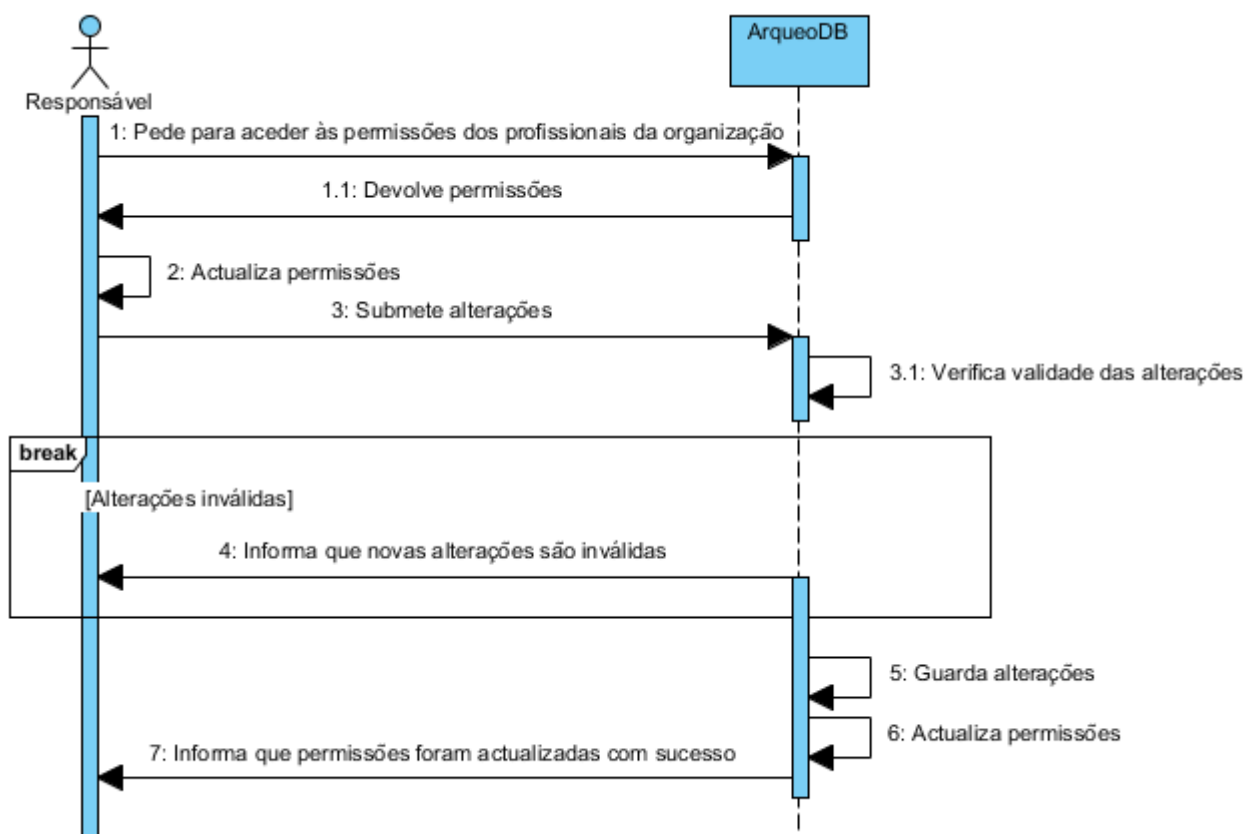 ArqueoDB
Responsável
1: Pede para aceder às permissões dos profissionais da organização
1.1: Devolve permissões
2: Actualiza permissões
3: Submete alterações
3.1: Verifica validade das alterações
break
[Alterações inválidas]
4: Informa que novas alterações são inválidas
5: Guarda alterações
6: Actualiza permissões
7: Informa que permissões foram actualizadas com sucesso